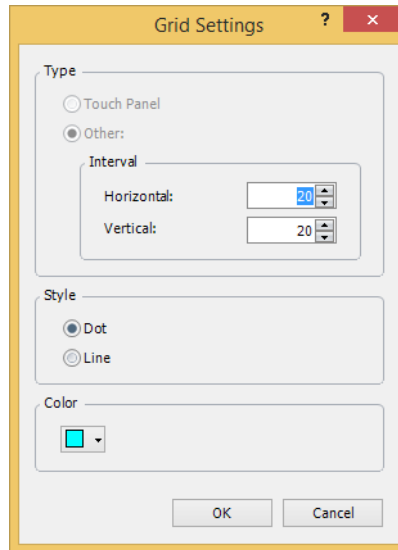 Grid Settings ? ×
Type
Touch Panel
Other:
Interval
Horizontal: 20
Vertical: 20
Style
Dot
Line
Color
OK Cancel